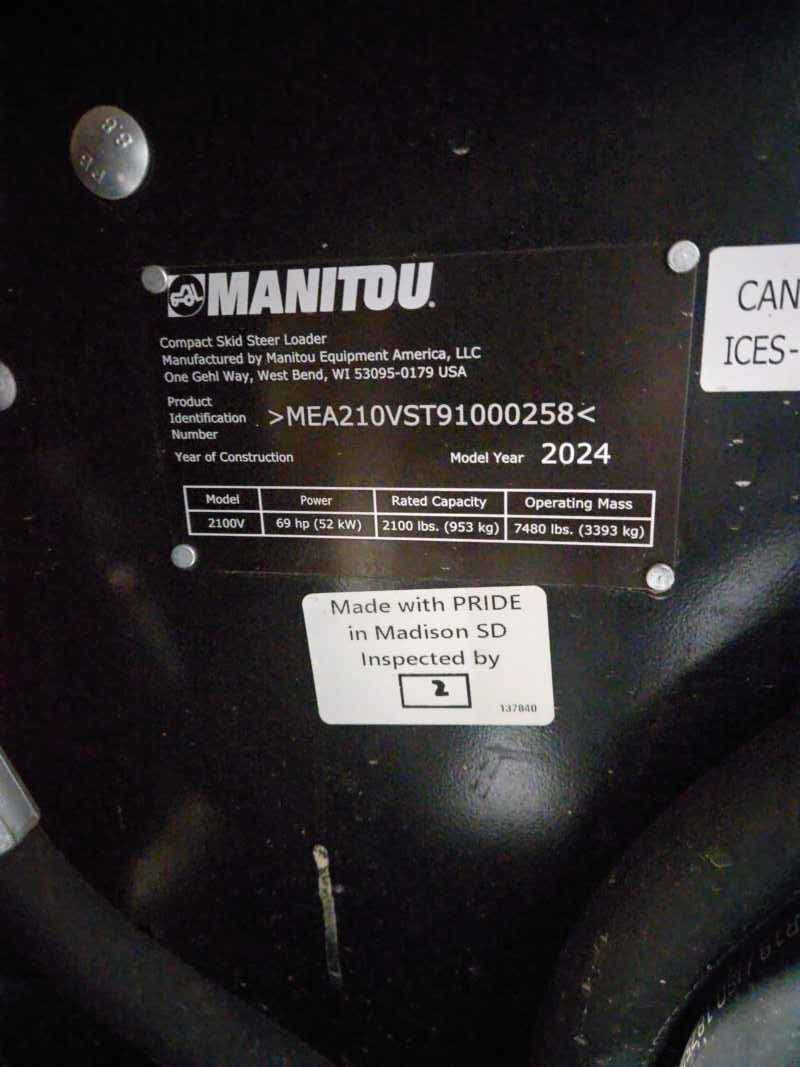 8.8
MANITOU.
Compact Skid Steer Loader
Manufactured by Manitou Equipment America, LLC
One Gehl Way, West Bend, WI 53095-0179 USA
Product
Identification
Number
>MEA210VST91000258<
Year of Construction
Model Year 2024
Model Power Rated Capacity Operating Mass
2100V 69 hp (52 kW) 2100 lbs. (953 kg) 7480 lbs. (3393 kg)
CAN
ICES-
Made with PRIDE
in Madison SD
Inspected by
2
137840